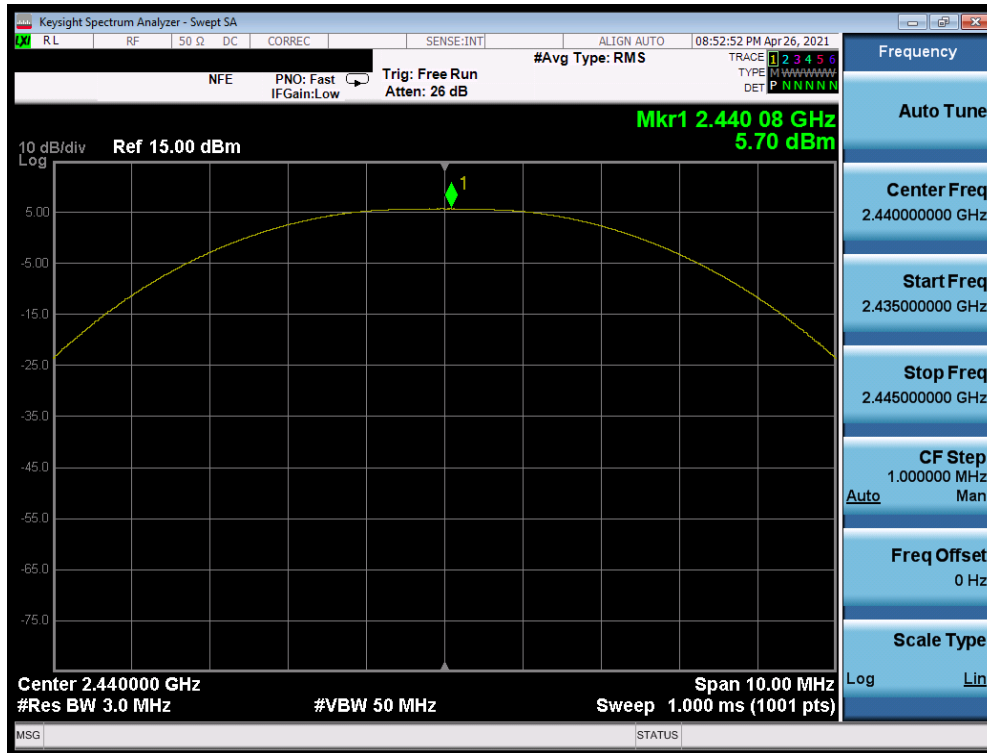 Keysight Spectrum Analyzer - Swept SA
LXI RL RF 50 Ω DC CORREC SENSE:INT ALIGN AUTO 08:52:52 PM Apr 26, 2021
NFE PNO: Fast IFGain:Low Trig: Free Run Atten: 26 dB #Avg Type: RMS
TRACE 1 2 3 4 5 6
TYPE M WWWWW
DET P N N N N N
Mkr1 2.440 08 GHz
5.70 dBm
10 dB/div Ref 15.00 dBm
Log
1
5.00
-5.00
-15.0
-25.0
-35.0
-45.0
-55.0
-65.0
-75.0
Center 2.440000 GHz Span 10.00 MHz
#Res BW 3.0 MHz #VBW 50 MHz Sweep 1.000 ms (1001 pts)
MSG STATUS
Frequency
Auto Tune
Center Freq
2.440000000 GHz
Start Freq
2.435000000 GHz
Stop Freq
2.445000000 GHz
CF Step
1.000000 MHz
Auto Man
Freq Offset
0 Hz
Scale Type
Log Lin